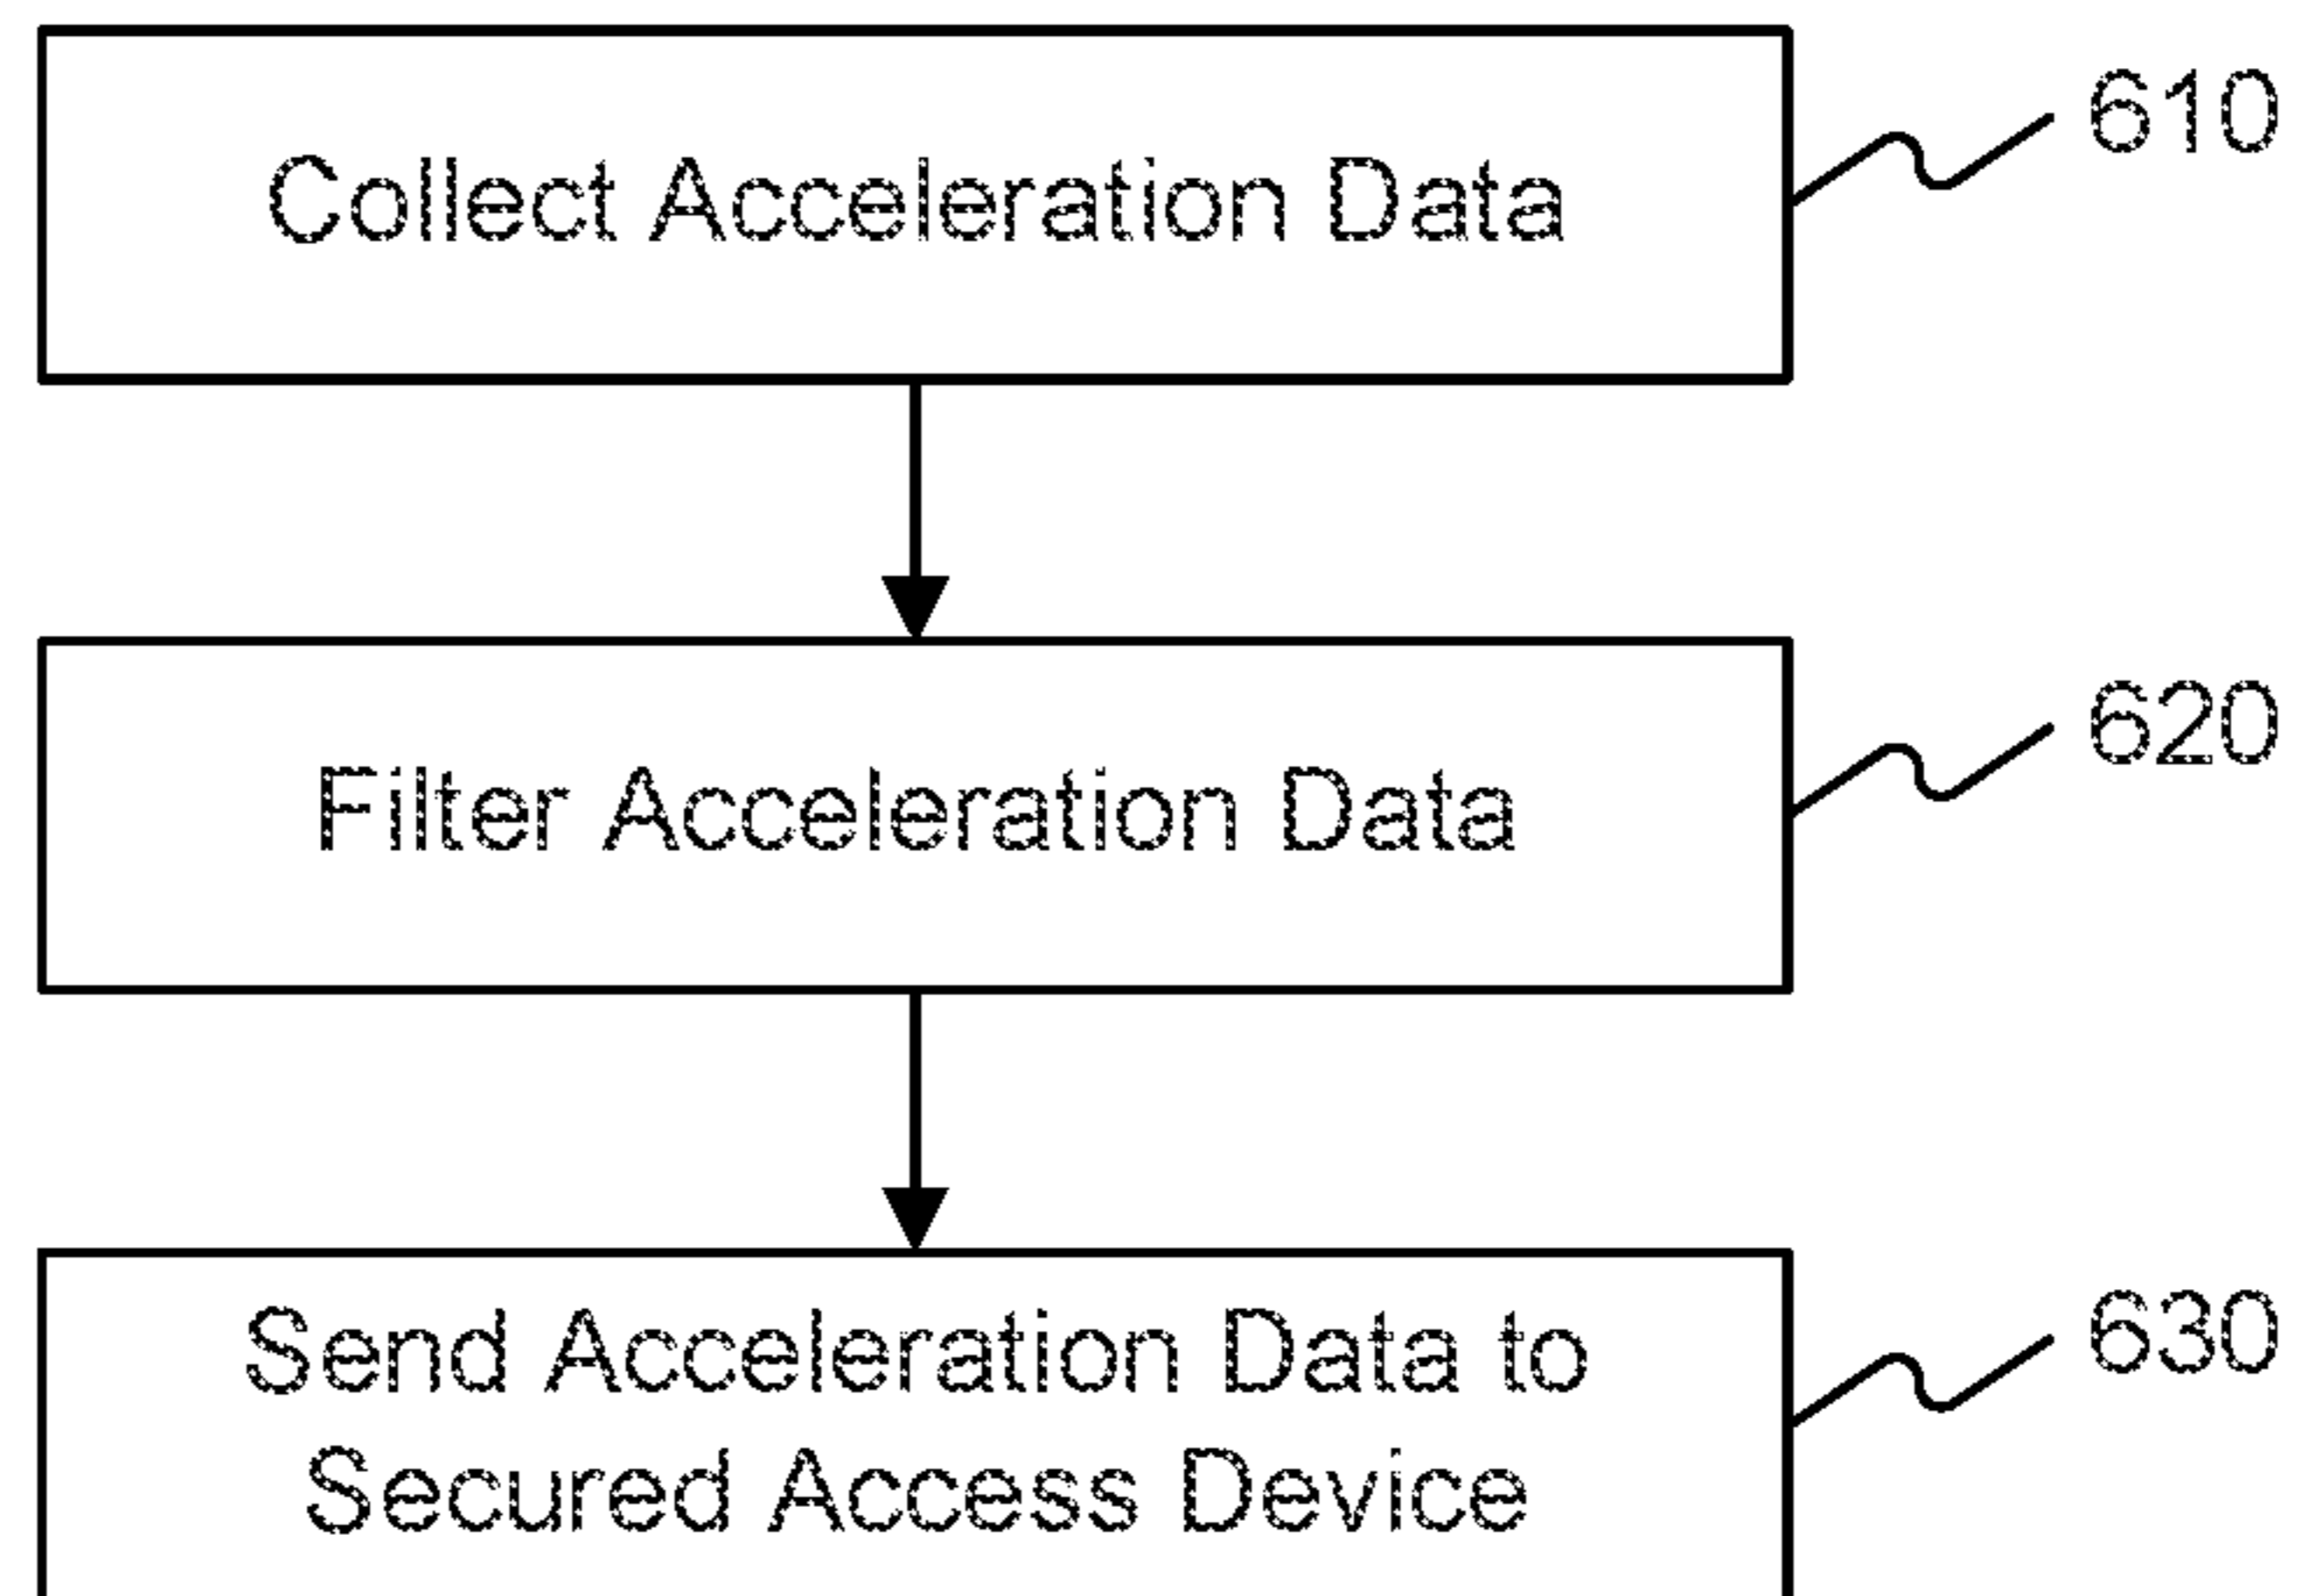 Collect Acceleration Data
610
Filter Acceleration Data
620
Send Acceleration Data to
Secured Access Device
630